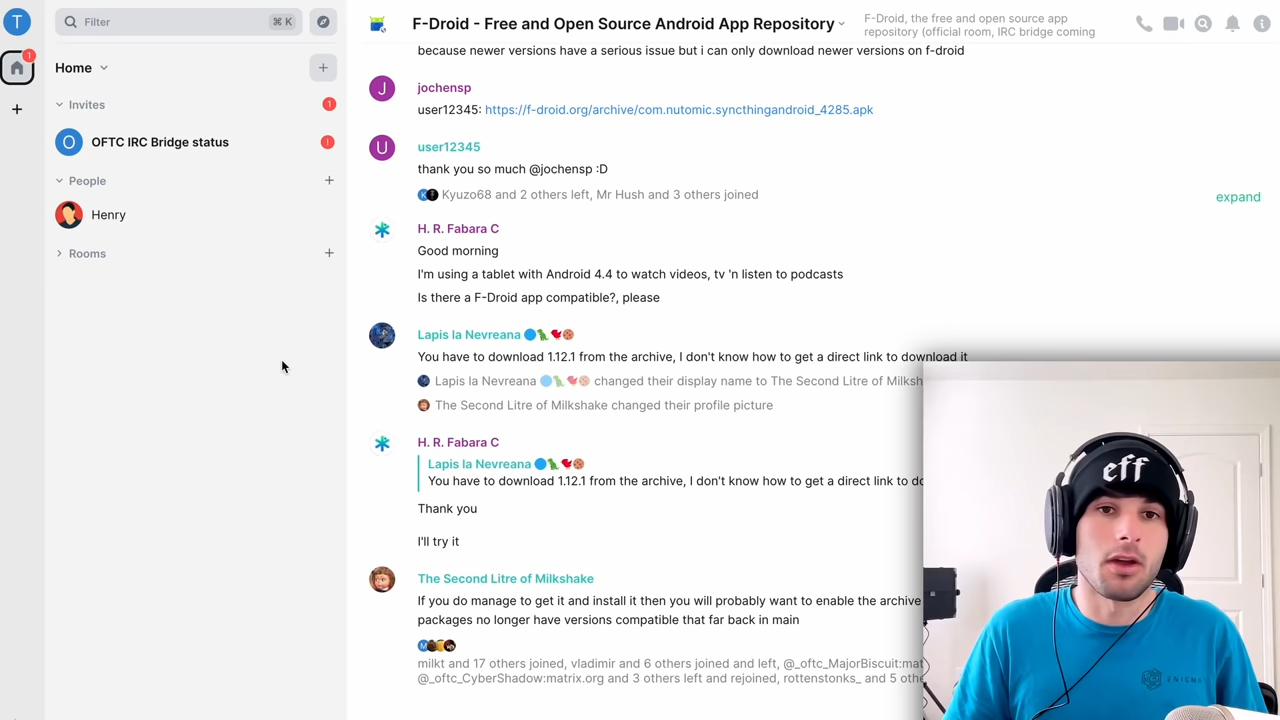 T
Filter
⌘ K
F-Droid - Free and Open Source Android App Repository
F-Droid, the free and open source app
repository (official room, IRC bridge coming
1
Home
Invites
1
O
OFTC IRC Bridge status
!
People
Henry
Rooms
because newer versions have a serious issue but i can only download newer versions on f-droid
J
jochensp
user12345: https://f-droid.org/archive/com.nutomic.syncthingandroid_4285.apk
U
user12345
thank you so much @jochensp :D
K
Kyuzo68 and 2 others left, Mr Hush and 3 others joined
expand
H. R. Fabara C
Good morning
I'm using a tablet with Android 4.4 to watch videos, tv 'n listen to podcasts
Is there a F-Droid app compatible?, please
Lapis la Nevreana
You have to download 1.12.1 from the archive, I don't know how to get a direct link to download it
Lapis la Nevreana changed their display name to The Second Litre of Milksh
The Second Litre of Milkshake changed their profile picture
H. R. Fabara C
Lapis la Nevreana
You have to download 1.12.1 from the archive, I don't know how to get a direct link to do
Thank you
I'll try it
The Second Litre of Milkshake
If you do manage to get it and install it then you will probably want to enable the archive
packages no longer have versions compatible that far back in main
M
milkt and 17 others joined, vladimir and 6 others joined and left, @_oftc_MajorBiscuit:mat
@_oftc_CyberShadow:matrix.org and 3 others left and rejoined, rottenstonks_ and 5 othe
eff